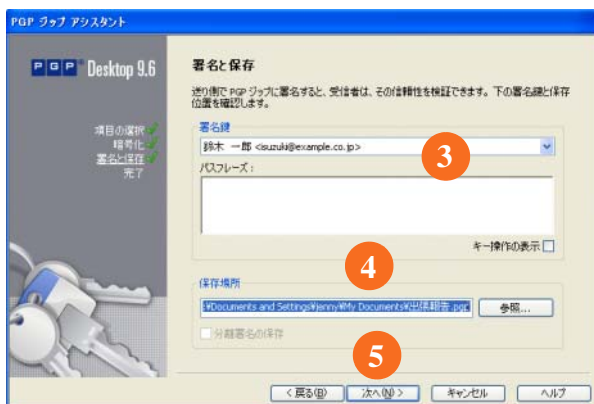 PGP ジップ アシスタント
PGP Desktop 9.6
項目の選択
暗号化
署名と保存
完了
署名と保存
送り側で PGP ジップに署名すると、受信者は、その信頼性を検証できます。下の署名鍵と保存
位置を確認します。
署名鍵
鈴木 一郎 <isuzuki@example.co.jp>
3
パスフレーズ:
キー操作の表示
4
保存場所
:¥Documents and Settings¥jenny¥My Documents¥出張報告.pgp
参照...
分離署名の保存
5
< 戻る(B)
次へ(N) >
キャンセル
ヘルプ